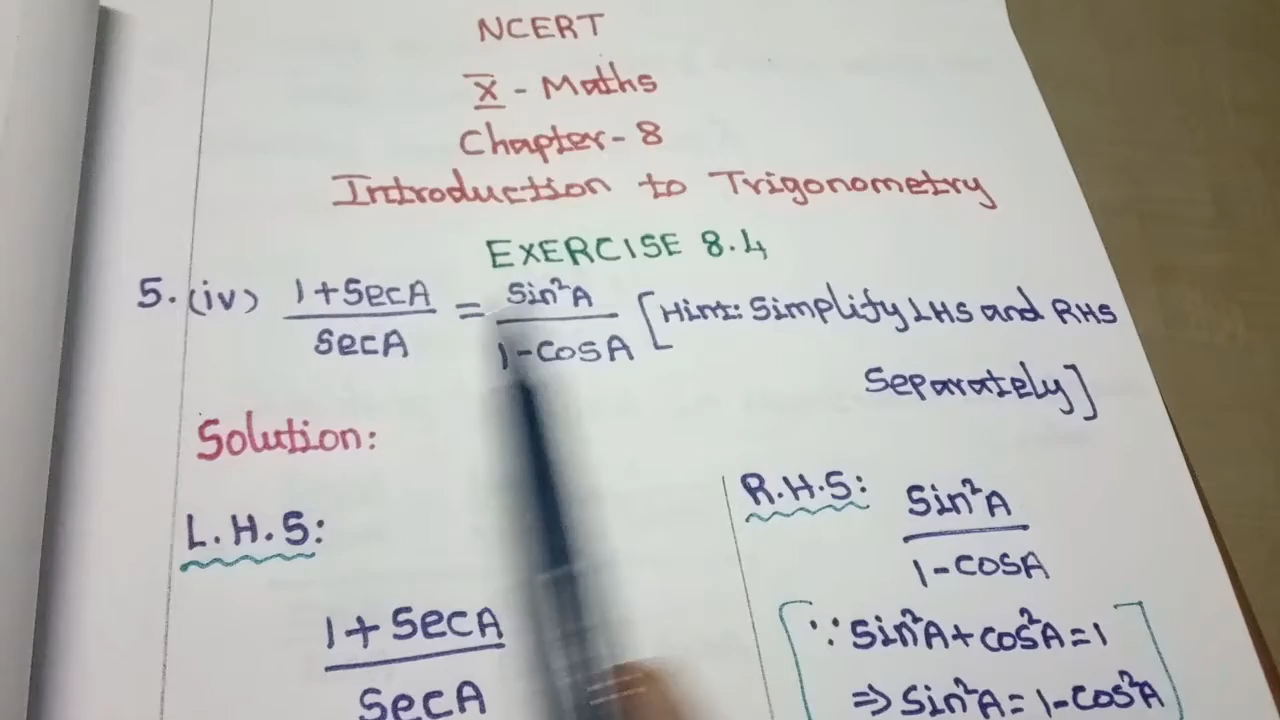 NCERT
X - Maths
Chapter - 8
Introduction to Trigonometry
EXERCISE 8.4
5. (iv) (1 + SecA)/(SecA) = (Sin²A)/(1 - COSA) [Hint: Simplify LHS and RHS
Separately]
Solution:
L.H.S:
(1 + SecA)/(SecA)
R.H.S: (Sin²A)/(1 - COSA)
[∵ Sin²A + COS²A = 1
⇒ Sin²A = 1 - COS²A]